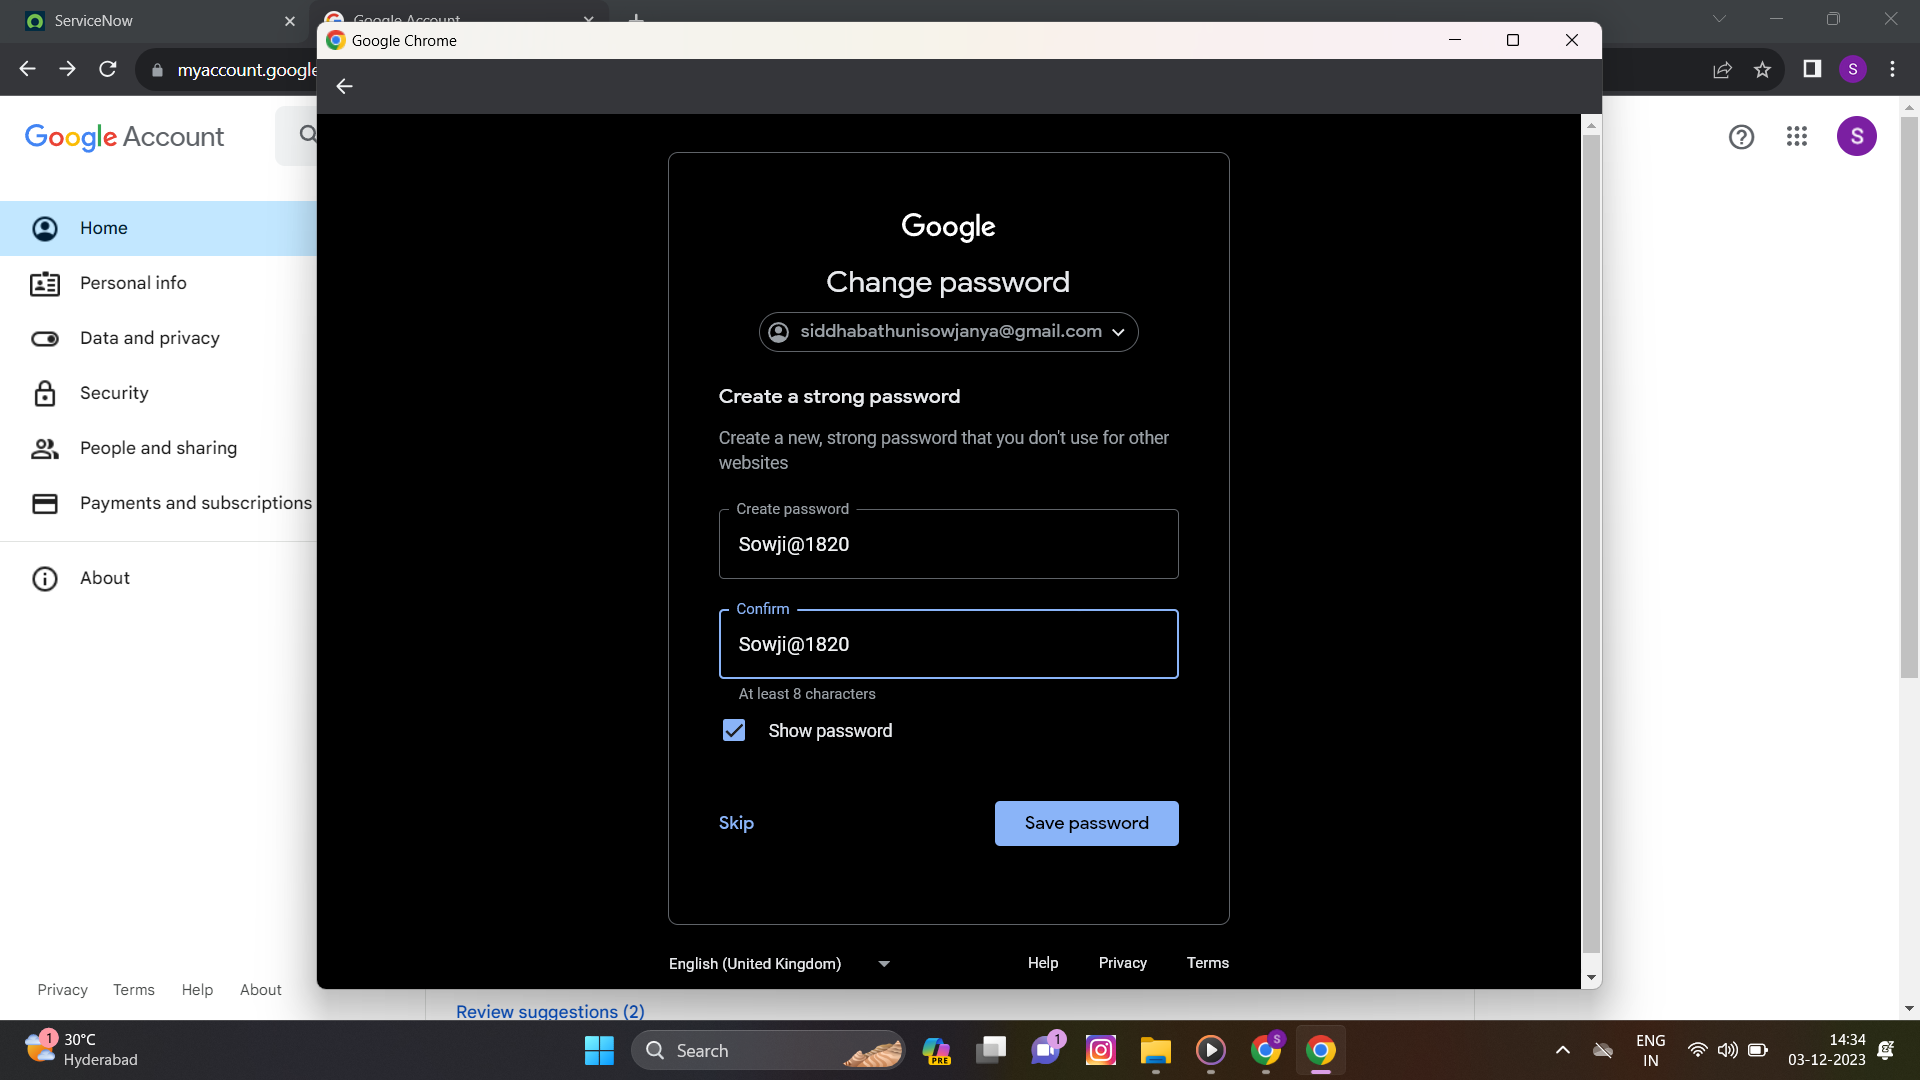 ServiceNow
Google Account
Google Chrome
myaccount.google
S
Google Account
S
Home
Personal info
Data and privacy
Security
People and sharing
Payments and subscriptions
About
Google
Change password
siddhabathunisowjanya@gmail.com
Create a strong password
Create a new, strong password that you don't use for other
websites
Create password
Sowji@1820
Confirm
Sowji@1820
At least 8 characters
Show password
Skip
Save password
English (United Kingdom)
Help
Privacy
Terms
Privacy
Terms
Help
About
Review suggestions (2)
1
30°C
Hyderabad
Search
PRE
1
S
ENG
IN
14:34
03-12-2023